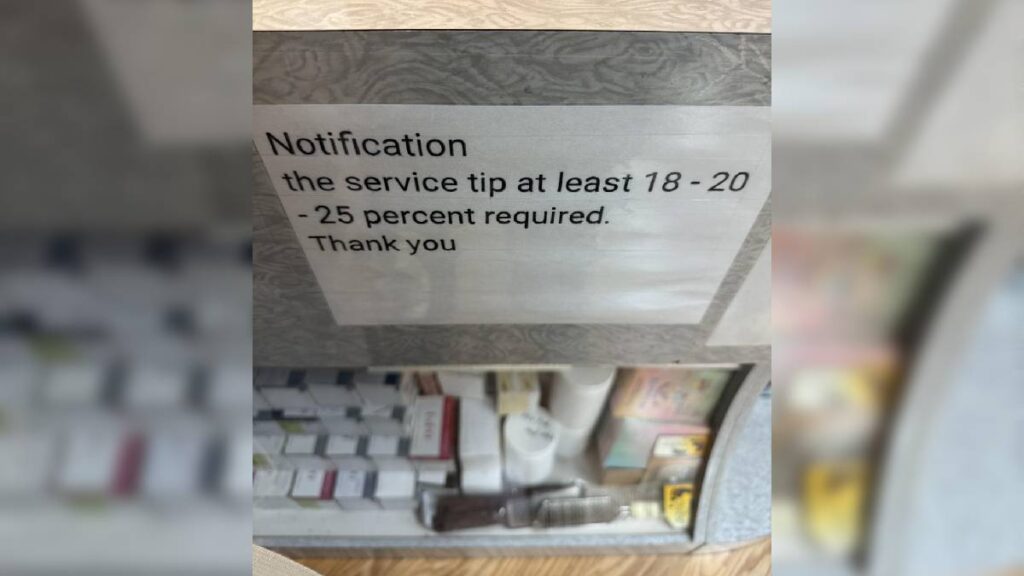 Notification
the service tip at least 18 - 20
- 25 percent required.
Thank you